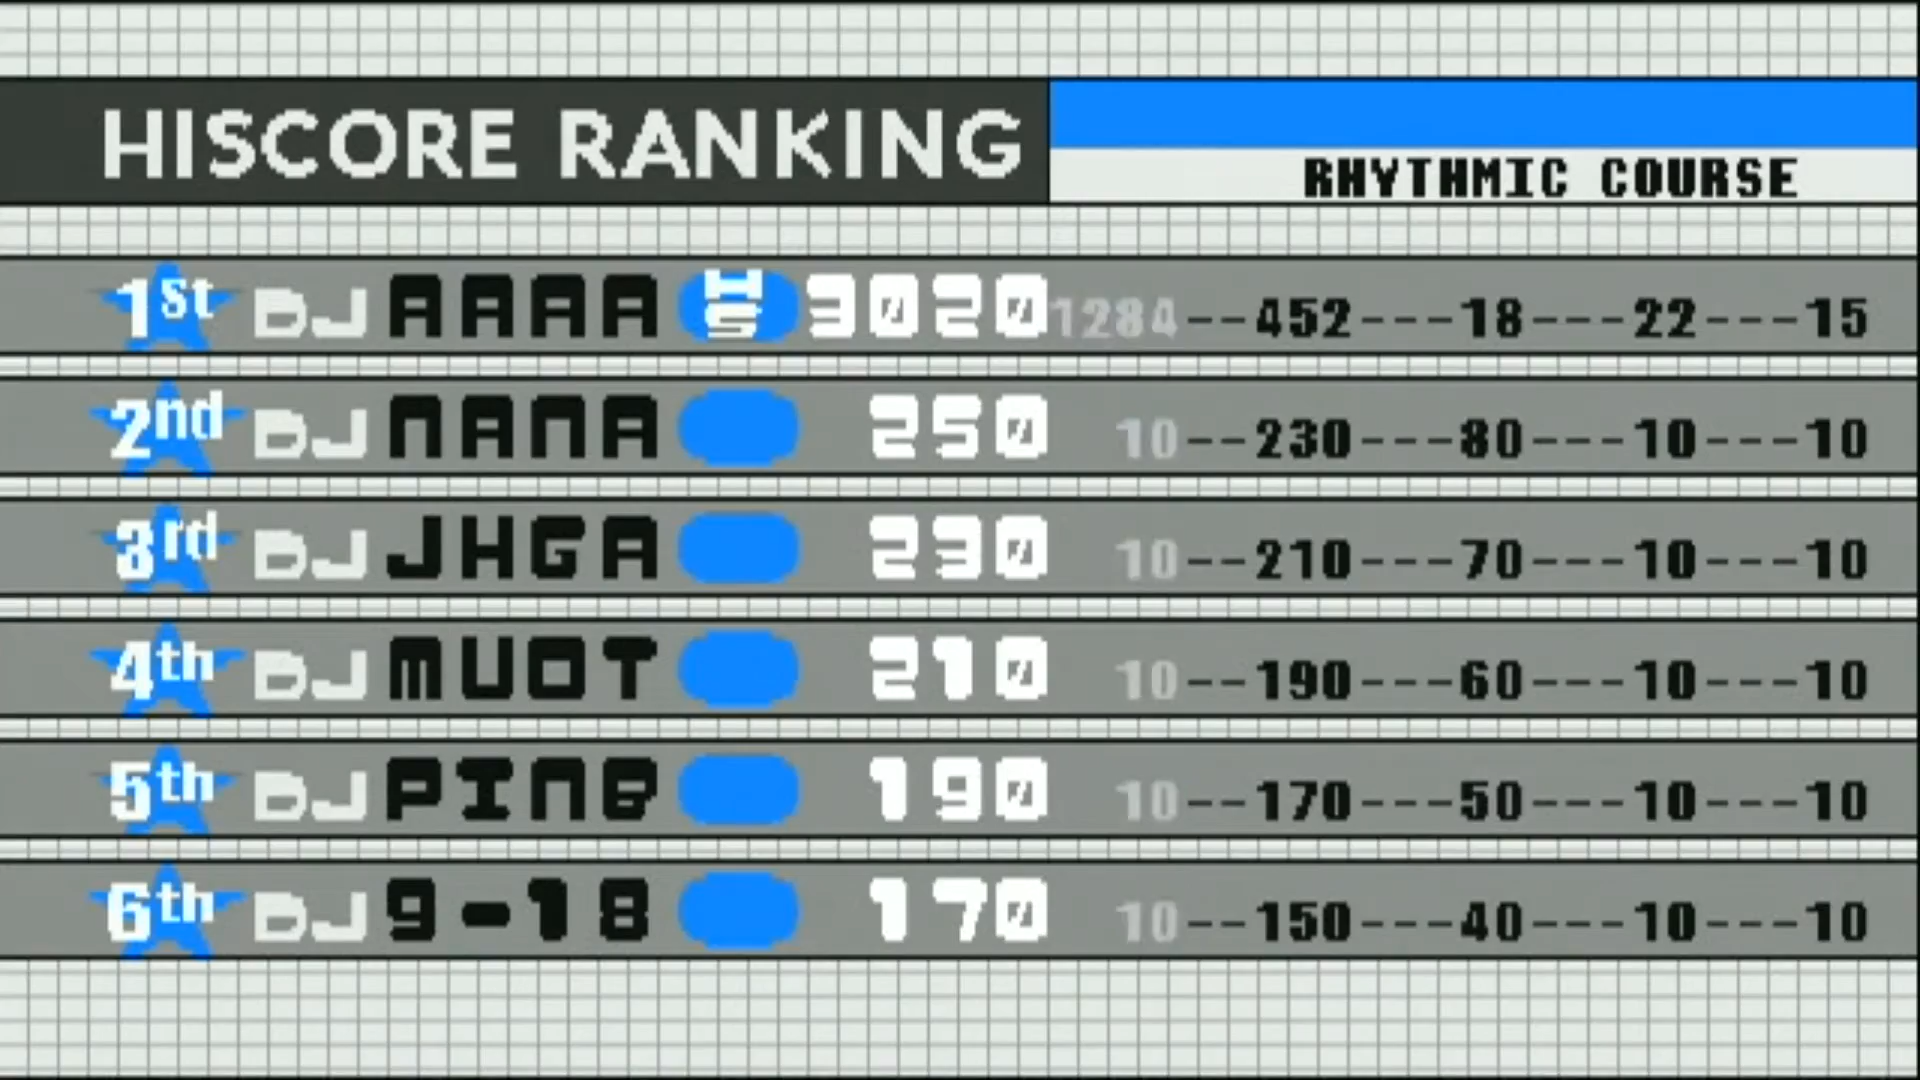 HISCORE RANKING
RHYTHMIC COURSE
1st DJ AAAA HS 3020 1284--452---18---22---15
2nd DJ NANA 250 10--230---80---10---10
3rd DJ JHGA 230 10--210---70---10---10
4th DJ MUOT 210 10--190---60---10---10
5th DJ 190 10--170---50---10---10
6th DJ 9-18 170 10--150---40---10---10